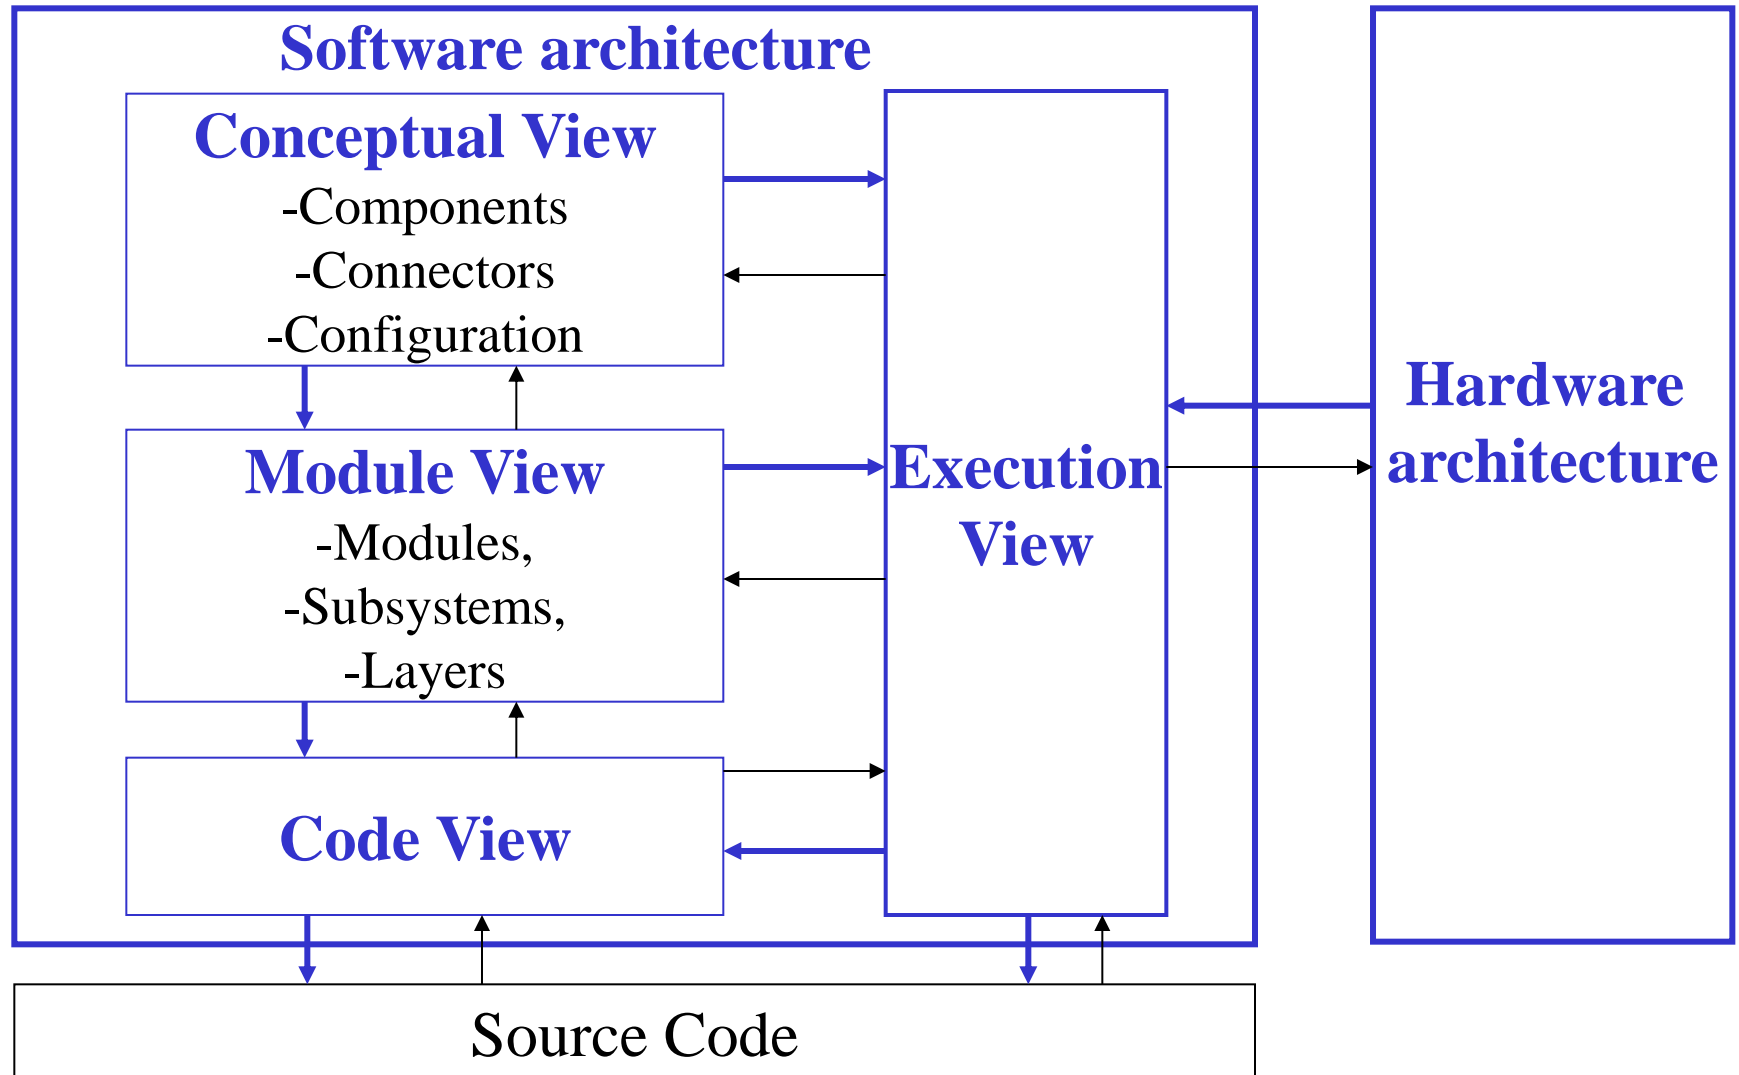 Software architecture
Conceptual View
-Components
-Connectors
-Configuration
Module View
-Modules,
-Subsystems,
-Layers
Code View
Execution
View
Hardware
architecture
Source Code